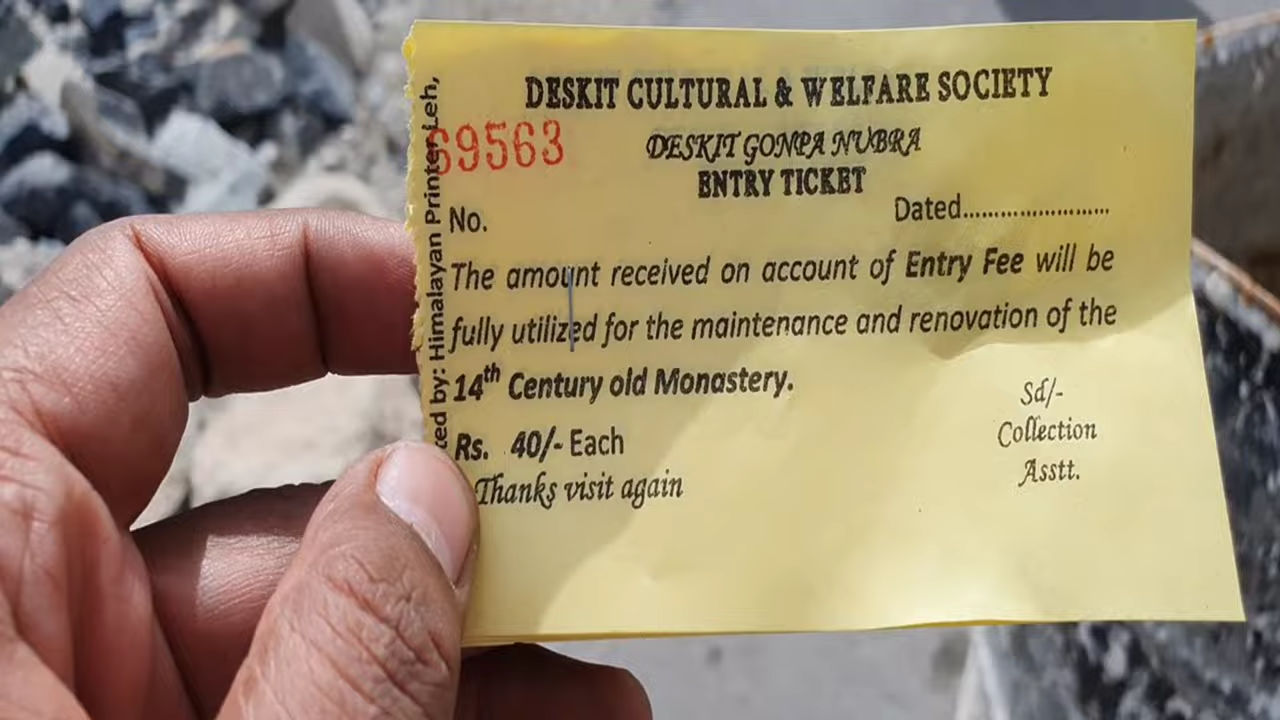 DESKIT CULTURAL & WELFARE SOCIETY
69563
DESKIT GONPA NUBRA
ENTRY TICKET
No.
Dated.......................
The amount received on account of Entry Fee will be
fully utilized for the maintenance and renovation of the
14th Century old Monastery.
Rs. 40/- Each
Thanks visit again
Sd/-
Collection
Asstt.
by: Himalayan Printer Leh,